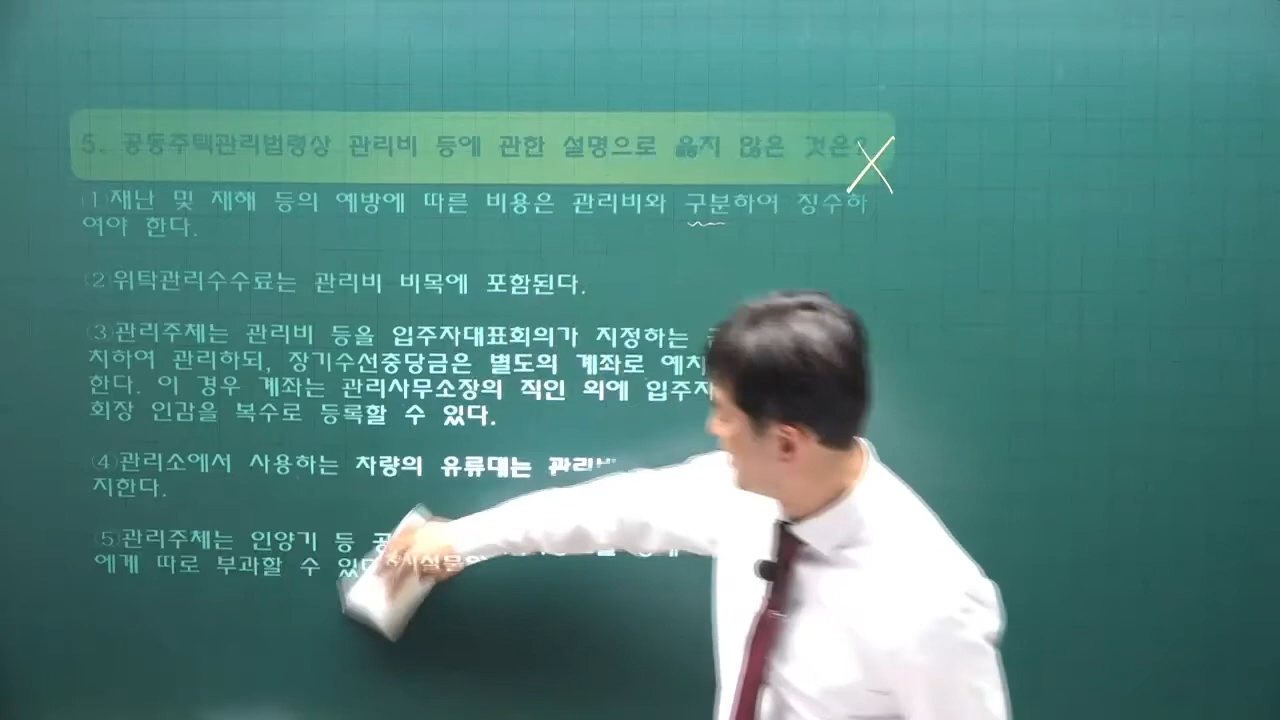 5. 공동주택관리법령상 관리비 등에 관한 설명으로 옳지 않은 것은?
(1)재난 및 재해 등의 예방에 따른 비용은 관리비와 구분하여 징수하
여야 한다.
(2)위탁관리수수료는 관리비 비목에 포함된다.
(3)관리주체는 관리비 등을 입주자대표회의가 지정하는
치하여 관리하되, 장기수선충당금은 별도의 계좌로 예치
한다. 이 경우 계좌는 관리사무소장의 직인 외에 입주자
회장 인감을 복수로 등록할 수 있다.
(4)관리소에서 사용하는 차량의 유류대는
지한다.
(5)관리주체는 인양기 등
에게 따로 부과할 수